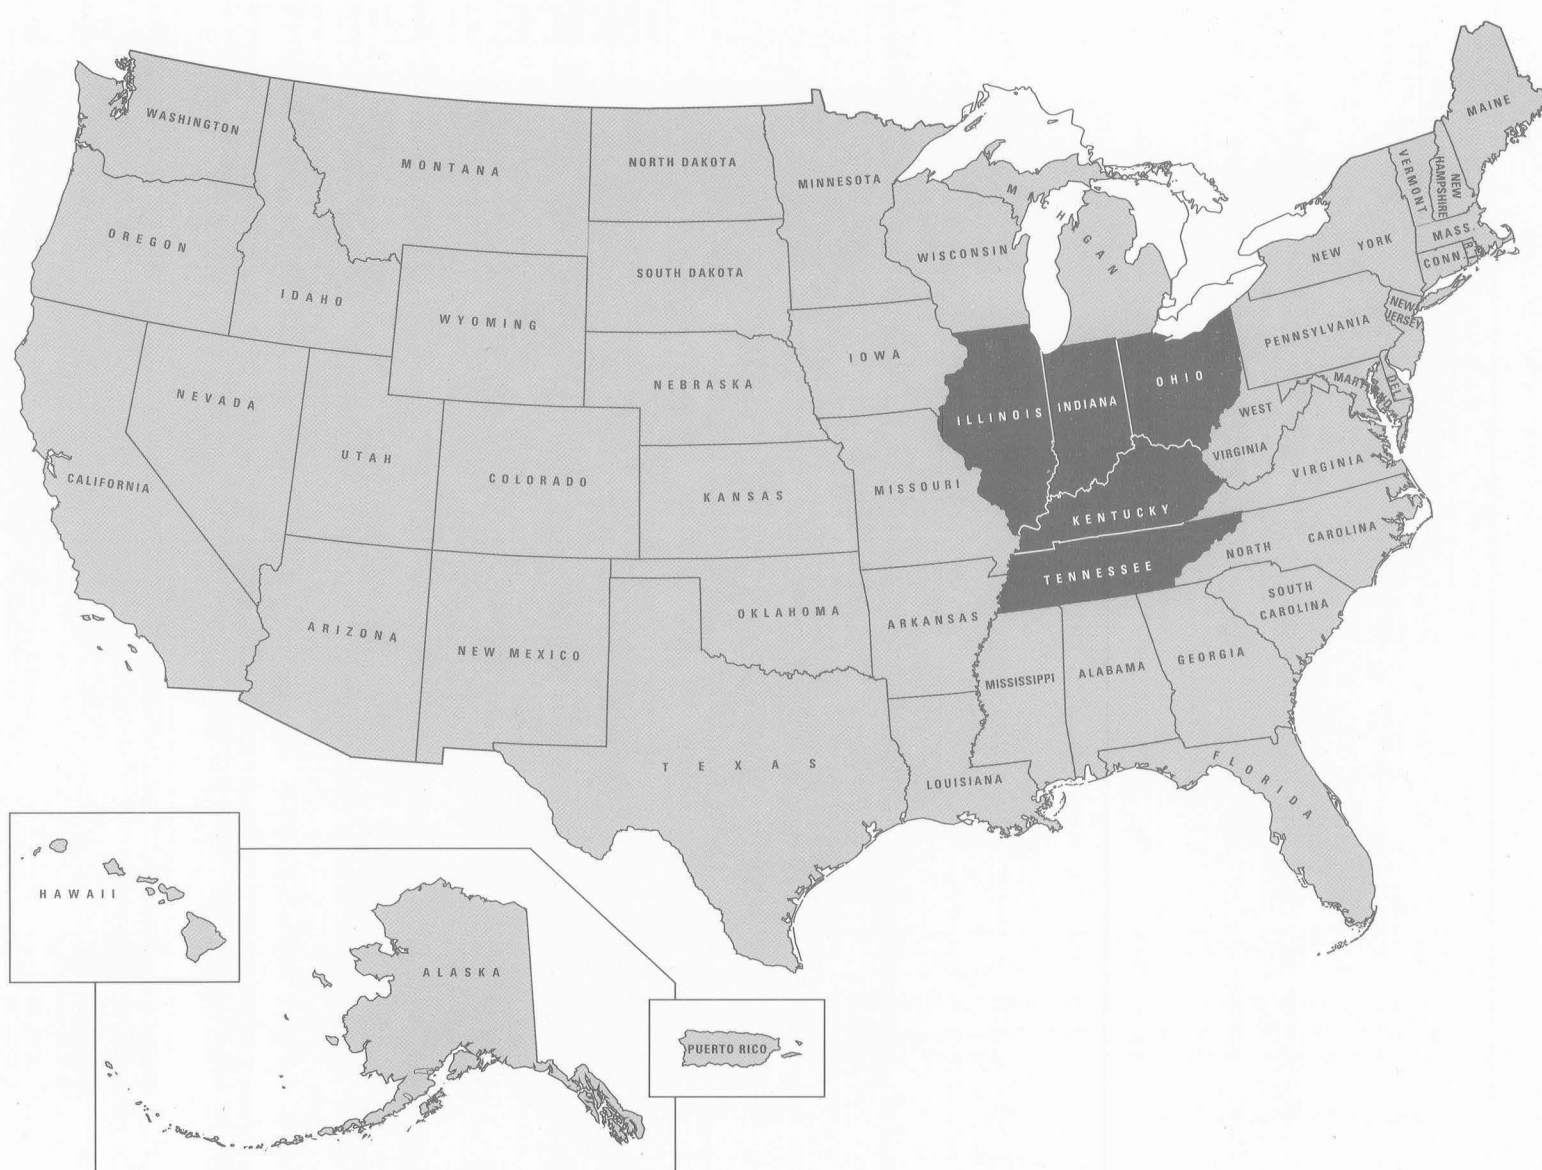 WASHINGTON
MONTANA
NORTH DAKOTA
MINNESOTA
MICHIGAN
MAINE
VERMONT
NEW
HAMPSHIRE
OREGON
IDAHO
WYOMING
SOUTH DAKOTA
WISCONSIN
NEW YORK
MASS.
CONN.
R.I.
NEVADA
UTAH
COLORADO
NEBRASKA
IOWA
ILLINOIS
INDIANA
OHIO
PENNSYLVANIA
NEW
JERSEY
MARYLAND
DEL.
WEST
VIRGINIA
VIRGINIA
CALIFORNIA
KANSAS
MISSOURI
KENTUCKY
TENNESSEE
NORTH CAROLINA
SOUTH
CAROLINA
ARIZONA
NEW MEXICO
OKLAHOMA
ARKANSAS
MISSISSIPPI
ALABAMA
GEORGIA
TEXAS
LOUISIANA
FLORIDA
HAWAII
ALASKA
PUERTO RICO